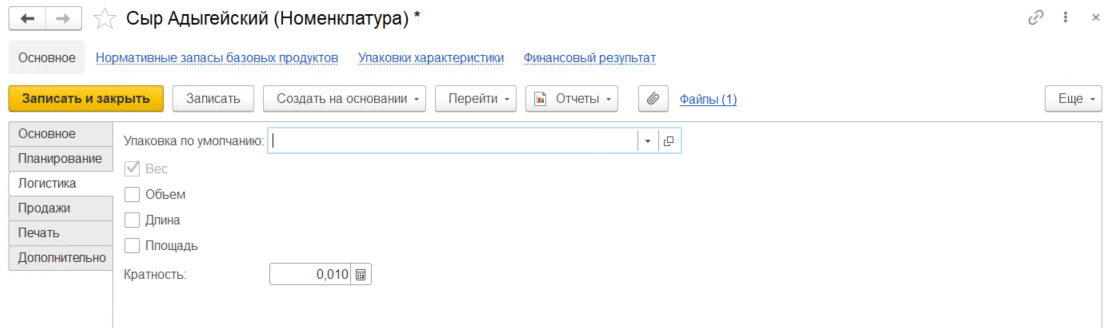 Сыр Адыгейский (Номенклатура) *
Основное Нормативные запасы базовых продуктов Упаковки характеристики Финансовый результат
Записать и закрыть Записать Создать на основании Перейти Отчеты Файлы (1) Еще
Основное
Планирование
Логистика
Продажи
Печать
Дополнительно
Упаковка по умолчанию:
Вес
Объем
Длина
Площадь
Кратность: 0,010